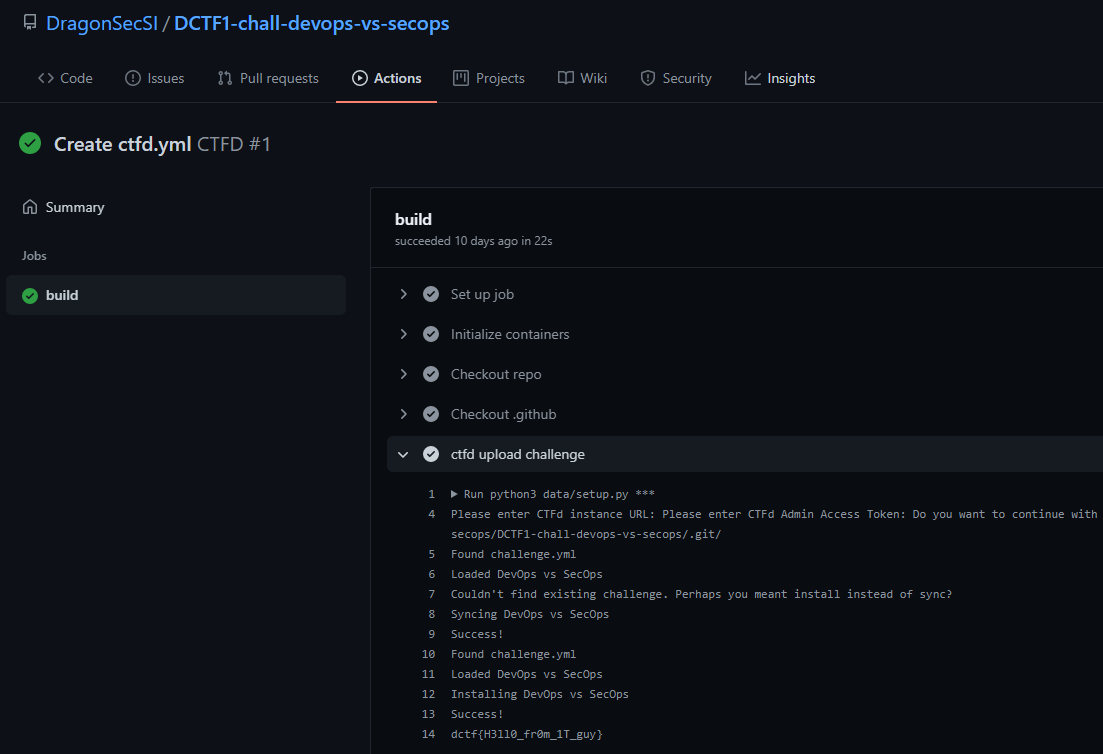 DragonSecSI / DCTF1-chall-devops-vs-secops
Code Issues Pull requests Actions Projects Wiki Security Insights
Create ctfd.yml CTFD #1
Summary
Jobs
build
build
succeeded 10 days ago in 22s
Set up job
Initialize containers
Checkout repo
Checkout .github
ctfd upload challenge
1 Run python3 data/setup.py ***
4 Please enter CTFd instance URL: Please enter CTFd Admin Access Token: Do you want to continue with
secops/DCTF1-chall-devops-vs-secops/.git/
5 Found challenge.yml
6 Loaded DevOps vs SecOps
7 Couldn't find existing challenge. Perhaps you meant install instead of sync?
8 Syncing DevOps vs SecOps
9 Success!
10 Found challenge.yml
11 Loaded DevOps vs SecOps
12 Installing DevOps vs SecOps
13 Success!
14 dctf{H3ll0_fr0m_1T_guy}